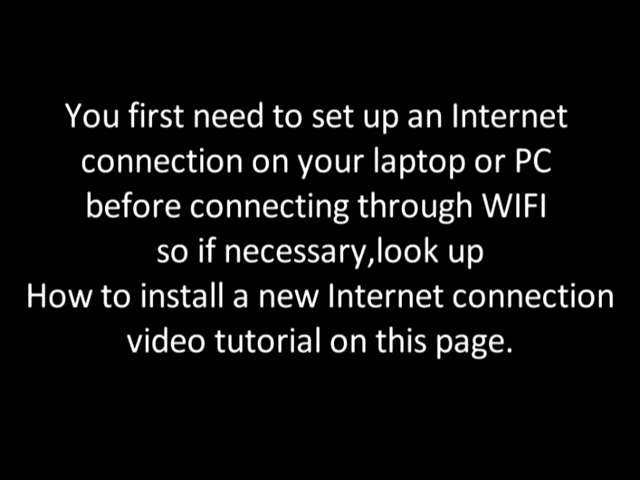 You first need to set up an Internet
connection on your laptop or PC
before connecting through WIFI
so if necessary,look up
How to install a new Internet connection
video tutorial on this page.